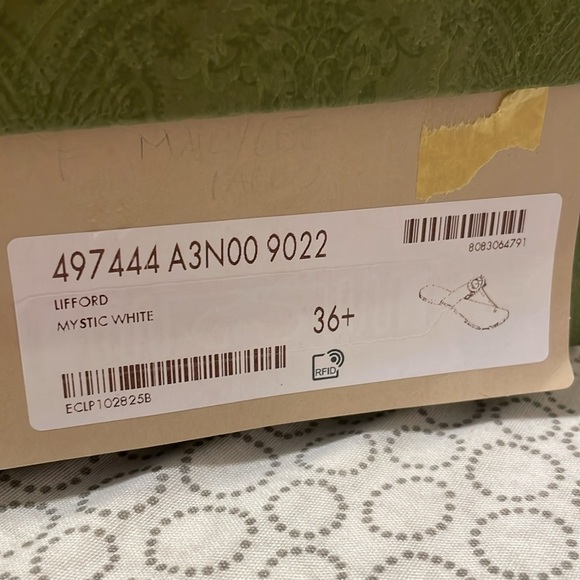 497444 A3N00 9022
8083064791
LIFFORD
MYSTIC WHITE
36+
RFID
ECLP102825B